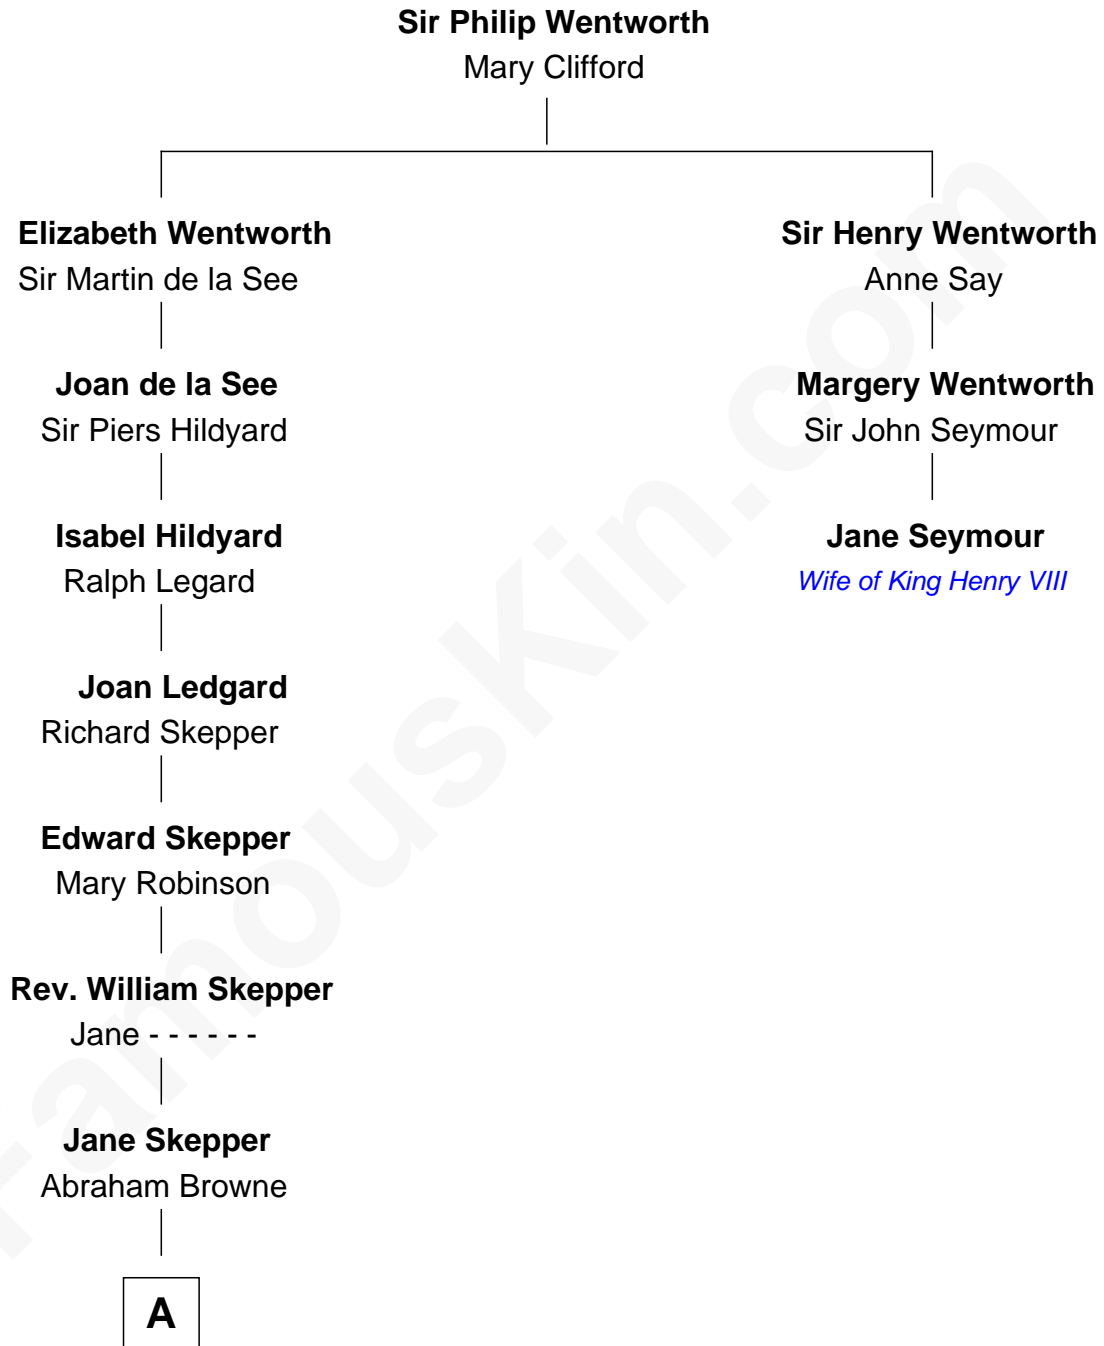 Sir Philip Wentworth
Mary Clifford
Elizabeth Wentworth
Sir Martin de la See
Sir Henry Wentworth
Anne Say
Joan de la See
Sir Piers Hildyard
Margery Wentworth
Sir John Seymour
Isabel Hildyard
Ralph Legard
Jane Seymour
Wife of King Henry VIII
Joan Ledgard
Richard Skepper
Edward Skepper
Mary Robinson
Rev. William Skepper
Jane - - - - - -
Jane Skepper
Abraham Browne
A
FamousKin.com